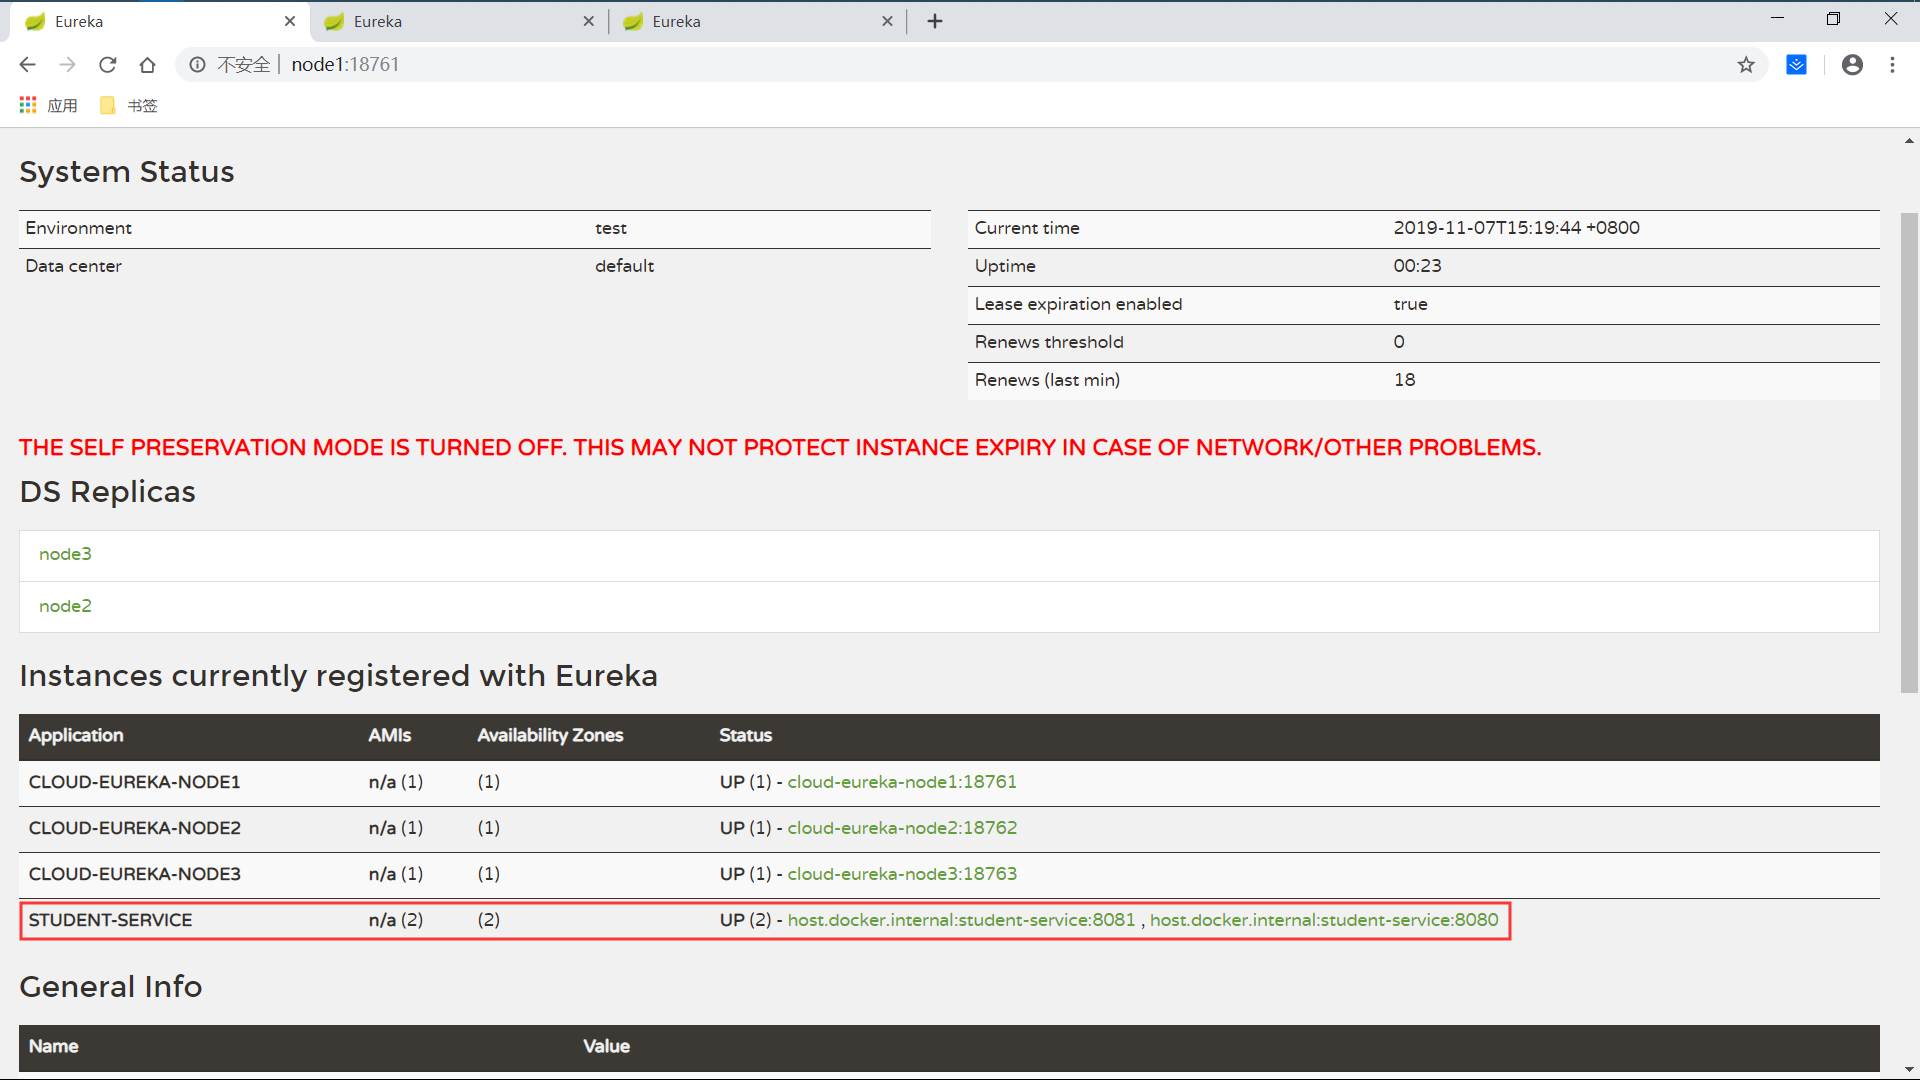 Eureka Eureka Eureka
不安全 node1:18761
应用 书签
System Status
Environment test
Data center default
Current time 2019-11-07T15:19:44 +0800
Uptime 00:23
Lease expiration enabled true
Renews threshold 0
Renews (last min) 18
THE SELF PRESERVATION MODE IS TURNED OFF. THIS MAY NOT PROTECT INSTANCE EXPIRY IN CASE OF NETWORK/OTHER PROBLEMS.
DS Replicas
node3
node2
Instances currently registered with Eureka
Application AMIs Availability Zones Status
CLOUD-EUREKA-NODE1 n/a (1) (1) UP (1) - cloud-eureka-node1:18761
CLOUD-EUREKA-NODE2 n/a (1) (1) UP (1) - cloud-eureka-node2:18762
CLOUD-EUREKA-NODE3 n/a (1) (1) UP (1) - cloud-eureka-node3:18763
STUDENT-SERVICE n/a (2) (2) UP (2) - host.docker.internal:student-service:8081 , host.docker.internal:student-service:8080
General Info
Name Value